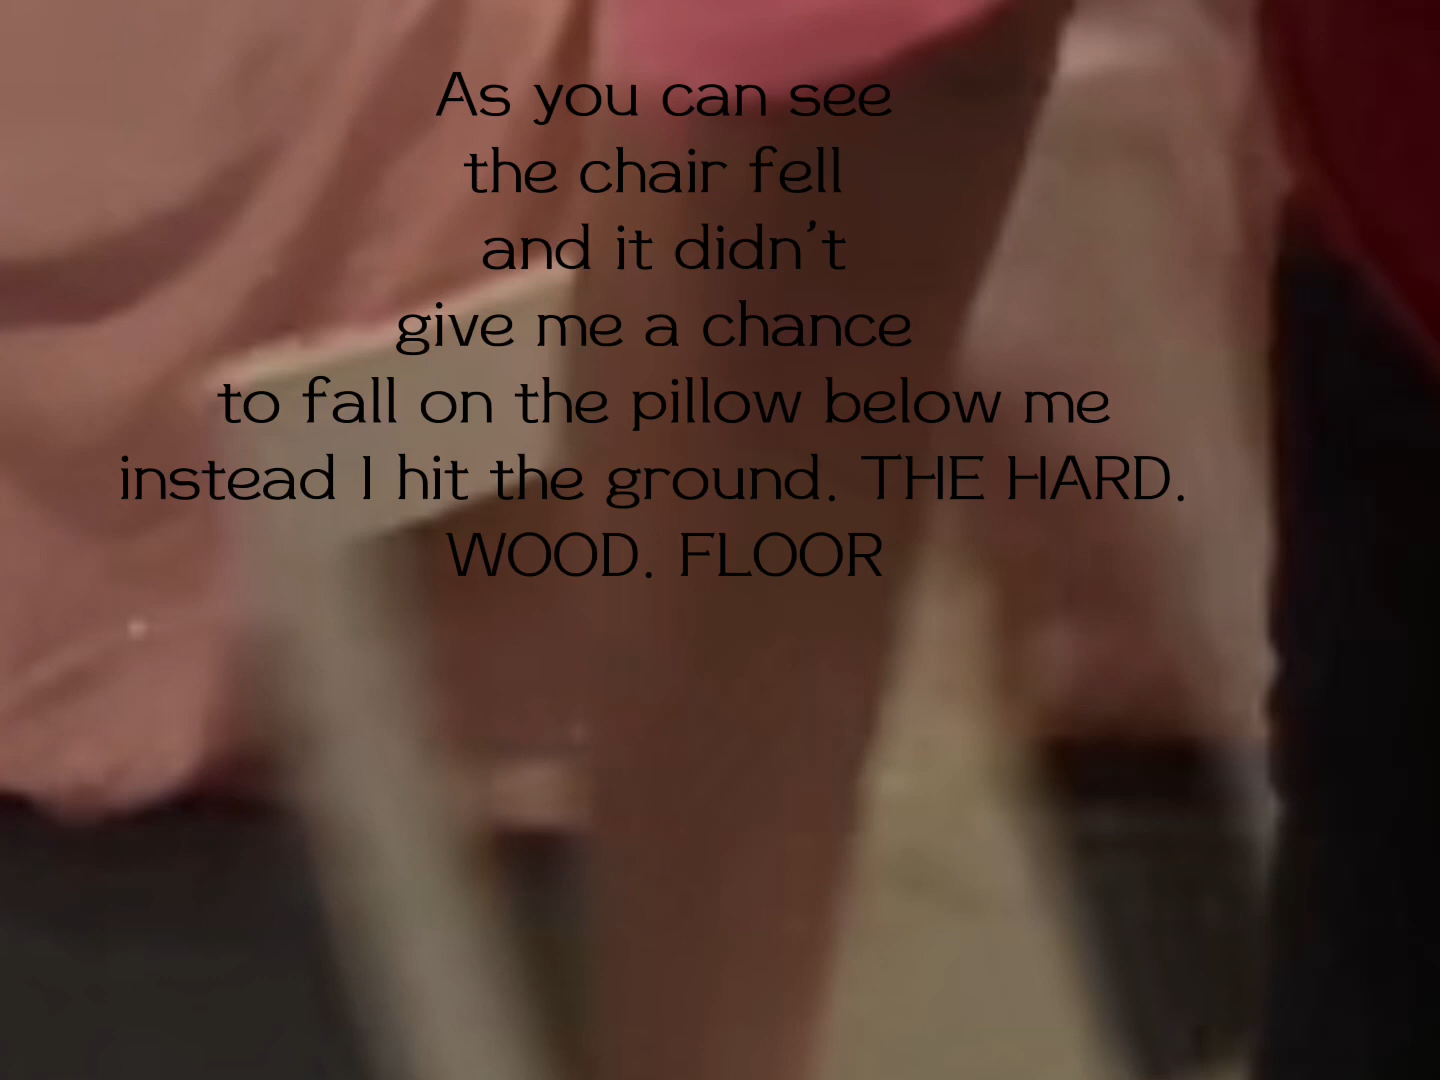 As you can see
the chair fell
and it didn't
give me a chance
to fall on the pillow below me
instead I hit the ground. THE HARD.
WOOD. FLOOR